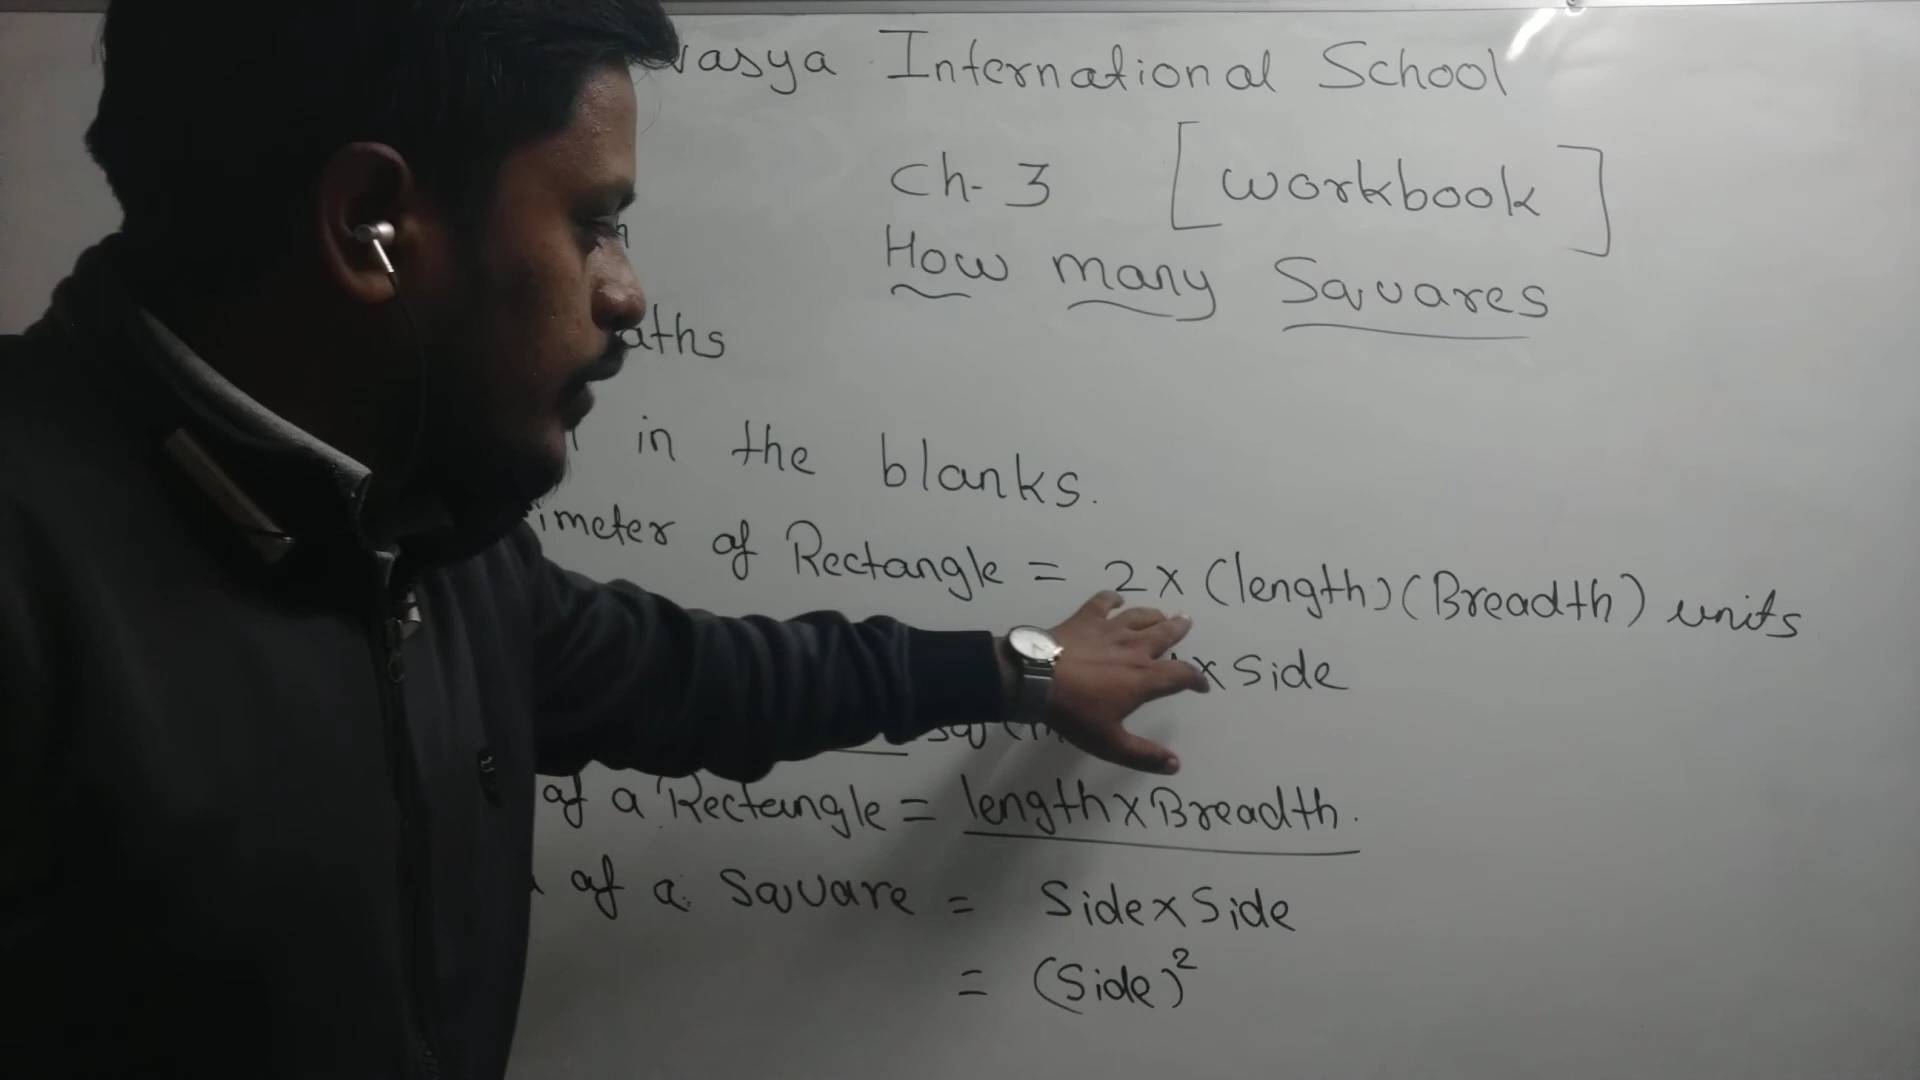 vasya International School
Ch-3 [workbook]
How many Squares
aths
in the blanks.
imeter of Rectangle = 2 x (length) (Breadth) units
x Side
of a Rectangle = length x Breadth.
of a Square = Side x Side
= (Side)²